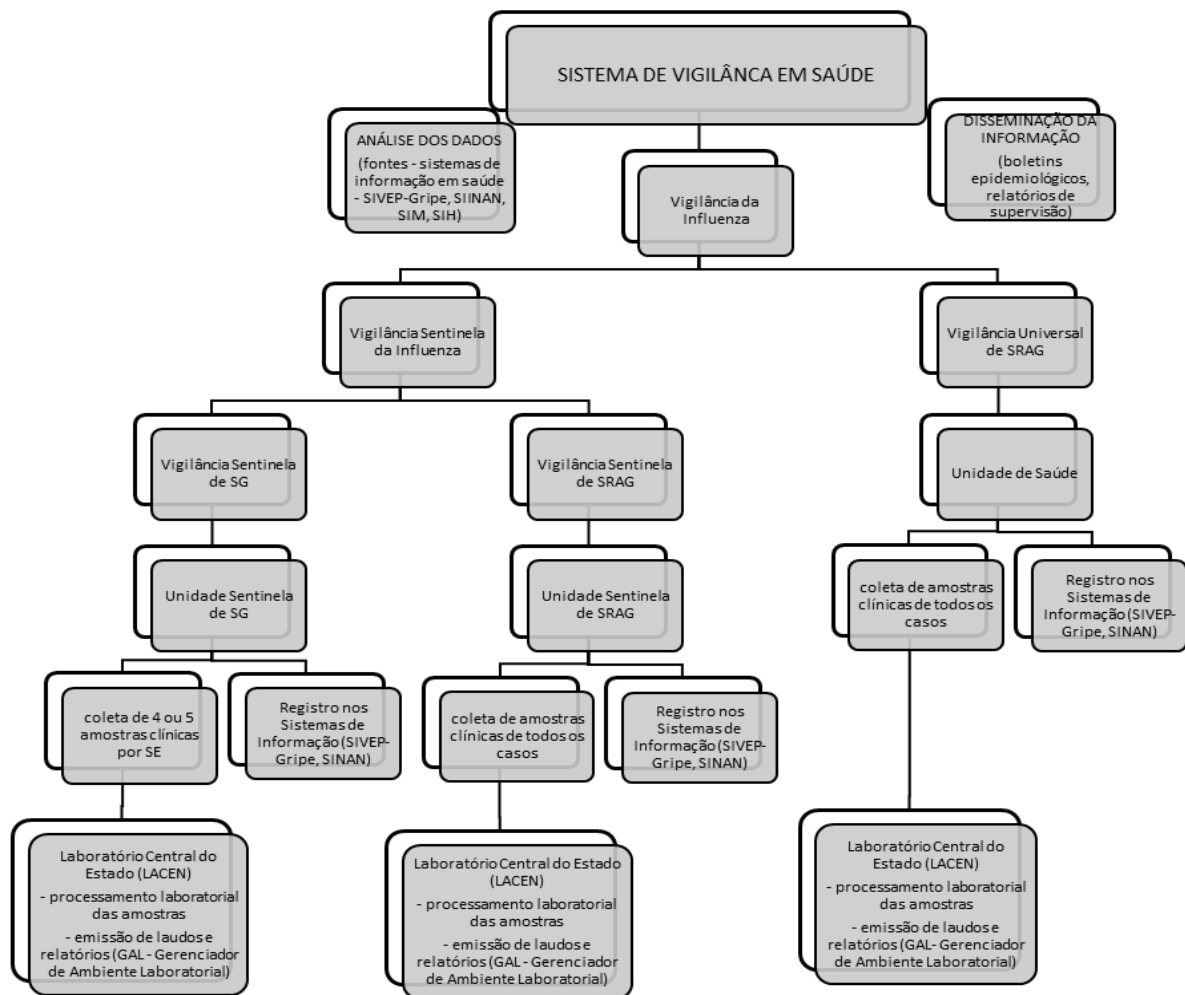 SISTEMA DE VIGILÂNCA EM SAÚDE
ANÁLISE DOS DADOS
(fontes - sistemas de
informação em saúde
- SIVEP-Gripe, SIINAN,
SIM, SIH)
DISSEMINAÇÃO DA
INFORMAÇÃO
(boletins
epidemiológicos,
relatórios de
supervisão)
Vigilância da
Influenza
Vigilância Sentinela
da Influenza
Vigilância Universal
de SRAG
Vigilância Sentinela
de SG
Vigilância Sentinela
de SRAG
Unidade de Saúde
Unidade Sentinela
de SG
Unidade Sentinela
de SRAG
coleta de amostras
clínicas de todos os
casos
Registro nos
Sistemas de
Informação (SIVEP-
Gripe, SINAN)
coleta de 4 ou 5
amostras clínicas
por SE
Registro nos
Sistemas de
Informação (SIVEP-
Gripe, SINAN)
coleta de amostras
clínicas de todos os
casos
Registro nos
Sistemas de
Informação (SIVEP-
Gripe, SINAN)
Laboratório Central do
Estado (LACEN)
- processamento laboratorial
das amostras
- emissão de laudos e
relatórios (GAL - Gerenciador
de Ambiente Laboratorial)
Laboratório Central do Estado
(LACEN)
- processamento laboratorial
das amostras
- emissão de laudos e
relatórios (GAL - Gerenciador
de Ambiente Laboratorial)
Laboratório Central do
Estado (LACEN)
- processamento laboratorial
das amostras
- emissão de laudos e
relatórios (GAL- Gerenciador
de Ambiente Laboratorial)